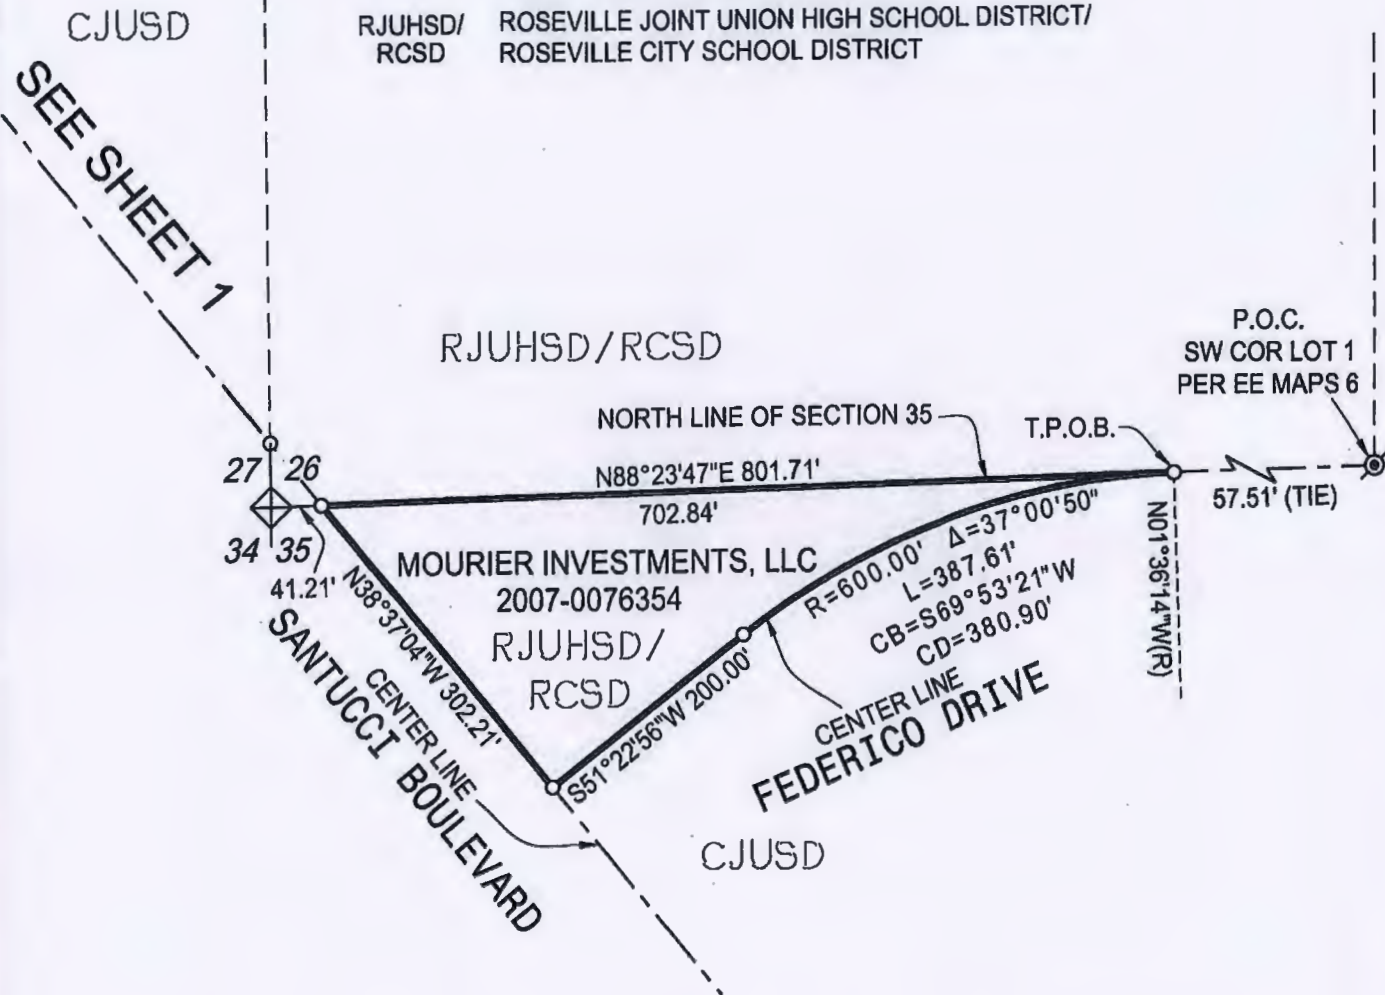 CJUSD
RJUHSD/ ROSEVILLE JOINT UNION HIGH SCHOOL DISTRICT/
RCSD ROSEVILLE CITY SCHOOL DISTRICT
SEE SHEET 1
RJUHSD/RCSD
P.O.C.
SW COR LOT 1
PER EE MAPS 6
NORTH LINE OF SECTION 35
T.P.O.B.
27 26
34 35
41.21'
N88°23'47"E 801.71'
702.84'
57.51' (TIE)
N01°36'14"W(R)
MOURIER INVESTMENTS, LLC
2007-0076354
RJUHSD/
RCSD
R=600.00' Δ=37°00'50"
L=387.61'
CB=S69°53'21"W
CD=380.90'
N38°37'04"W 302.21'
CENTER LINE
SANTUCCI BOULEVARD
S51°22'56"W 200.00'
CENTER LINE
FEDERICO DRIVE
CJUSD